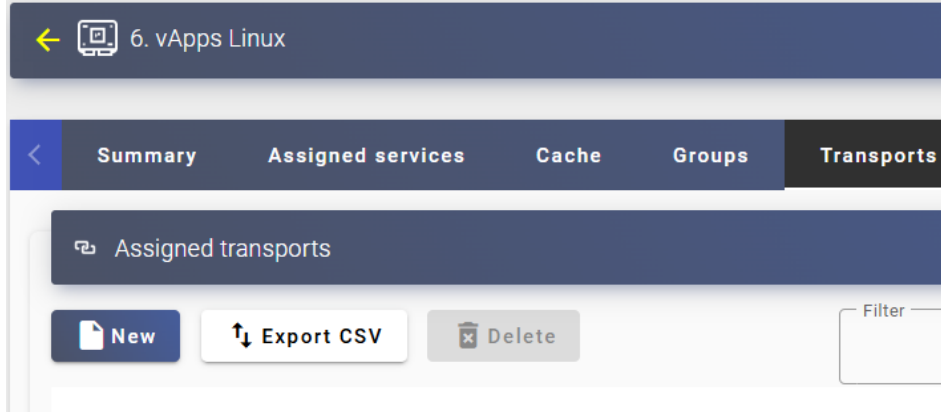 6. vApps Linux
Summary Assigned services Cache Groups Transports
Assigned transports
New Export CSV Delete Filter